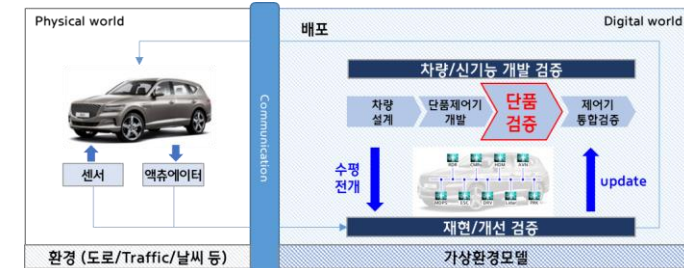 Physical world
배포
Digital world
차량/신기능 개발 검증
차량
설계
단품제어기
개발
단품
검증
제어기
통합검증
Communication
센서
액츄에이터
수평
전개
update
재현/개선 검증
환경 (도로/Traffic/날씨 등)
가상환경모델